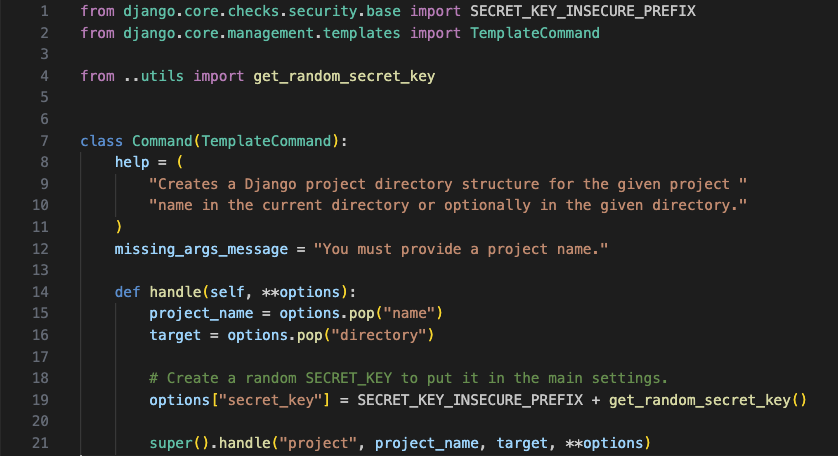 1 from django.core.checks.security.base import SECRET_KEY_INSECURE_PREFIX
2 from django.core.management.templates import TemplateCommand
3
4 from ..utils import get_random_secret_key
5
6
7 class Command(TemplateCommand):
8     help = (
9         "Creates a Django project directory structure for the given project "
10         "name in the current directory or optionally in the given directory."
11     )
12     missing_args_message = "You must provide a project name."
13
14     def handle(self, **options):
15         project_name = options.pop("name")
16         target = options.pop("directory")
17
18         # Create a random SECRET_KEY to put it in the main settings.
19         options["secret_key"] = SECRET_KEY_INSECURE_PREFIX + get_random_secret_key()
20
21         super().handle("project", project_name, target, **options)